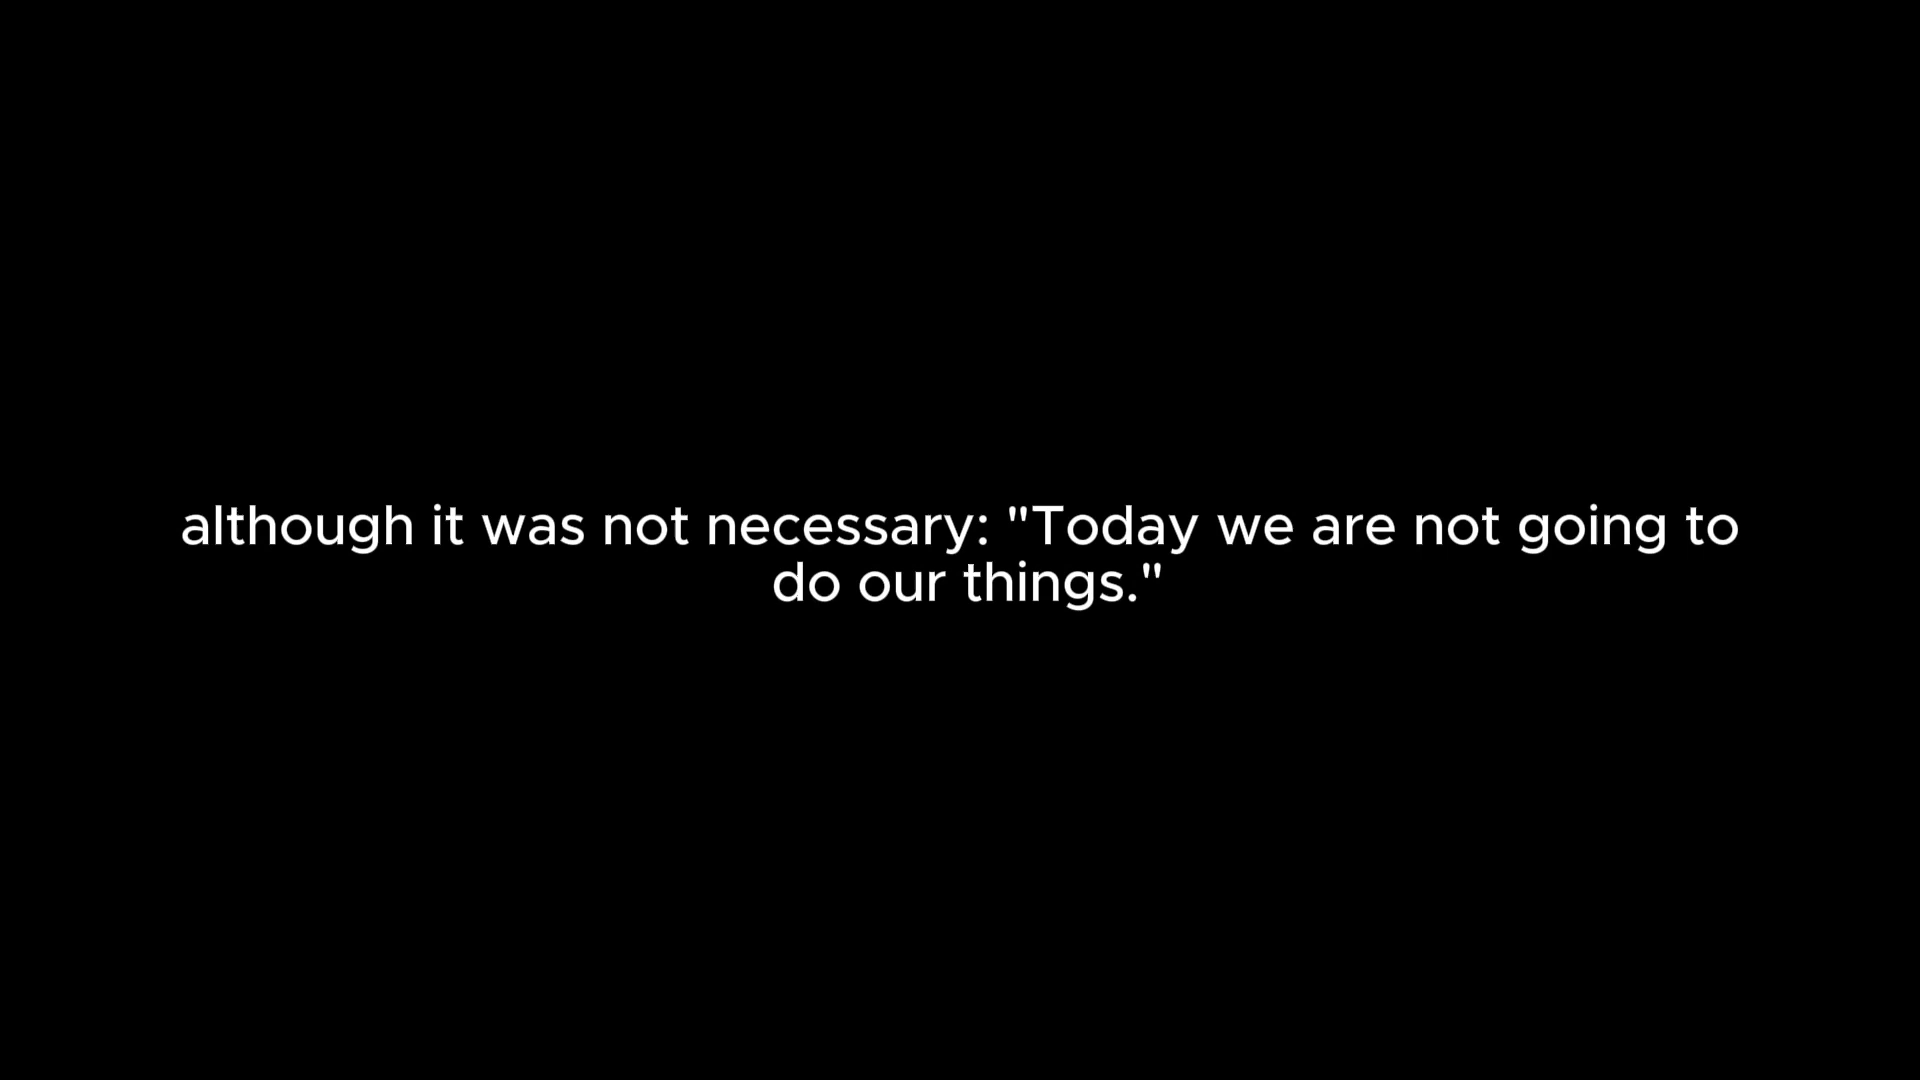 although it was not necessary: "Today we are not going to
do our things."